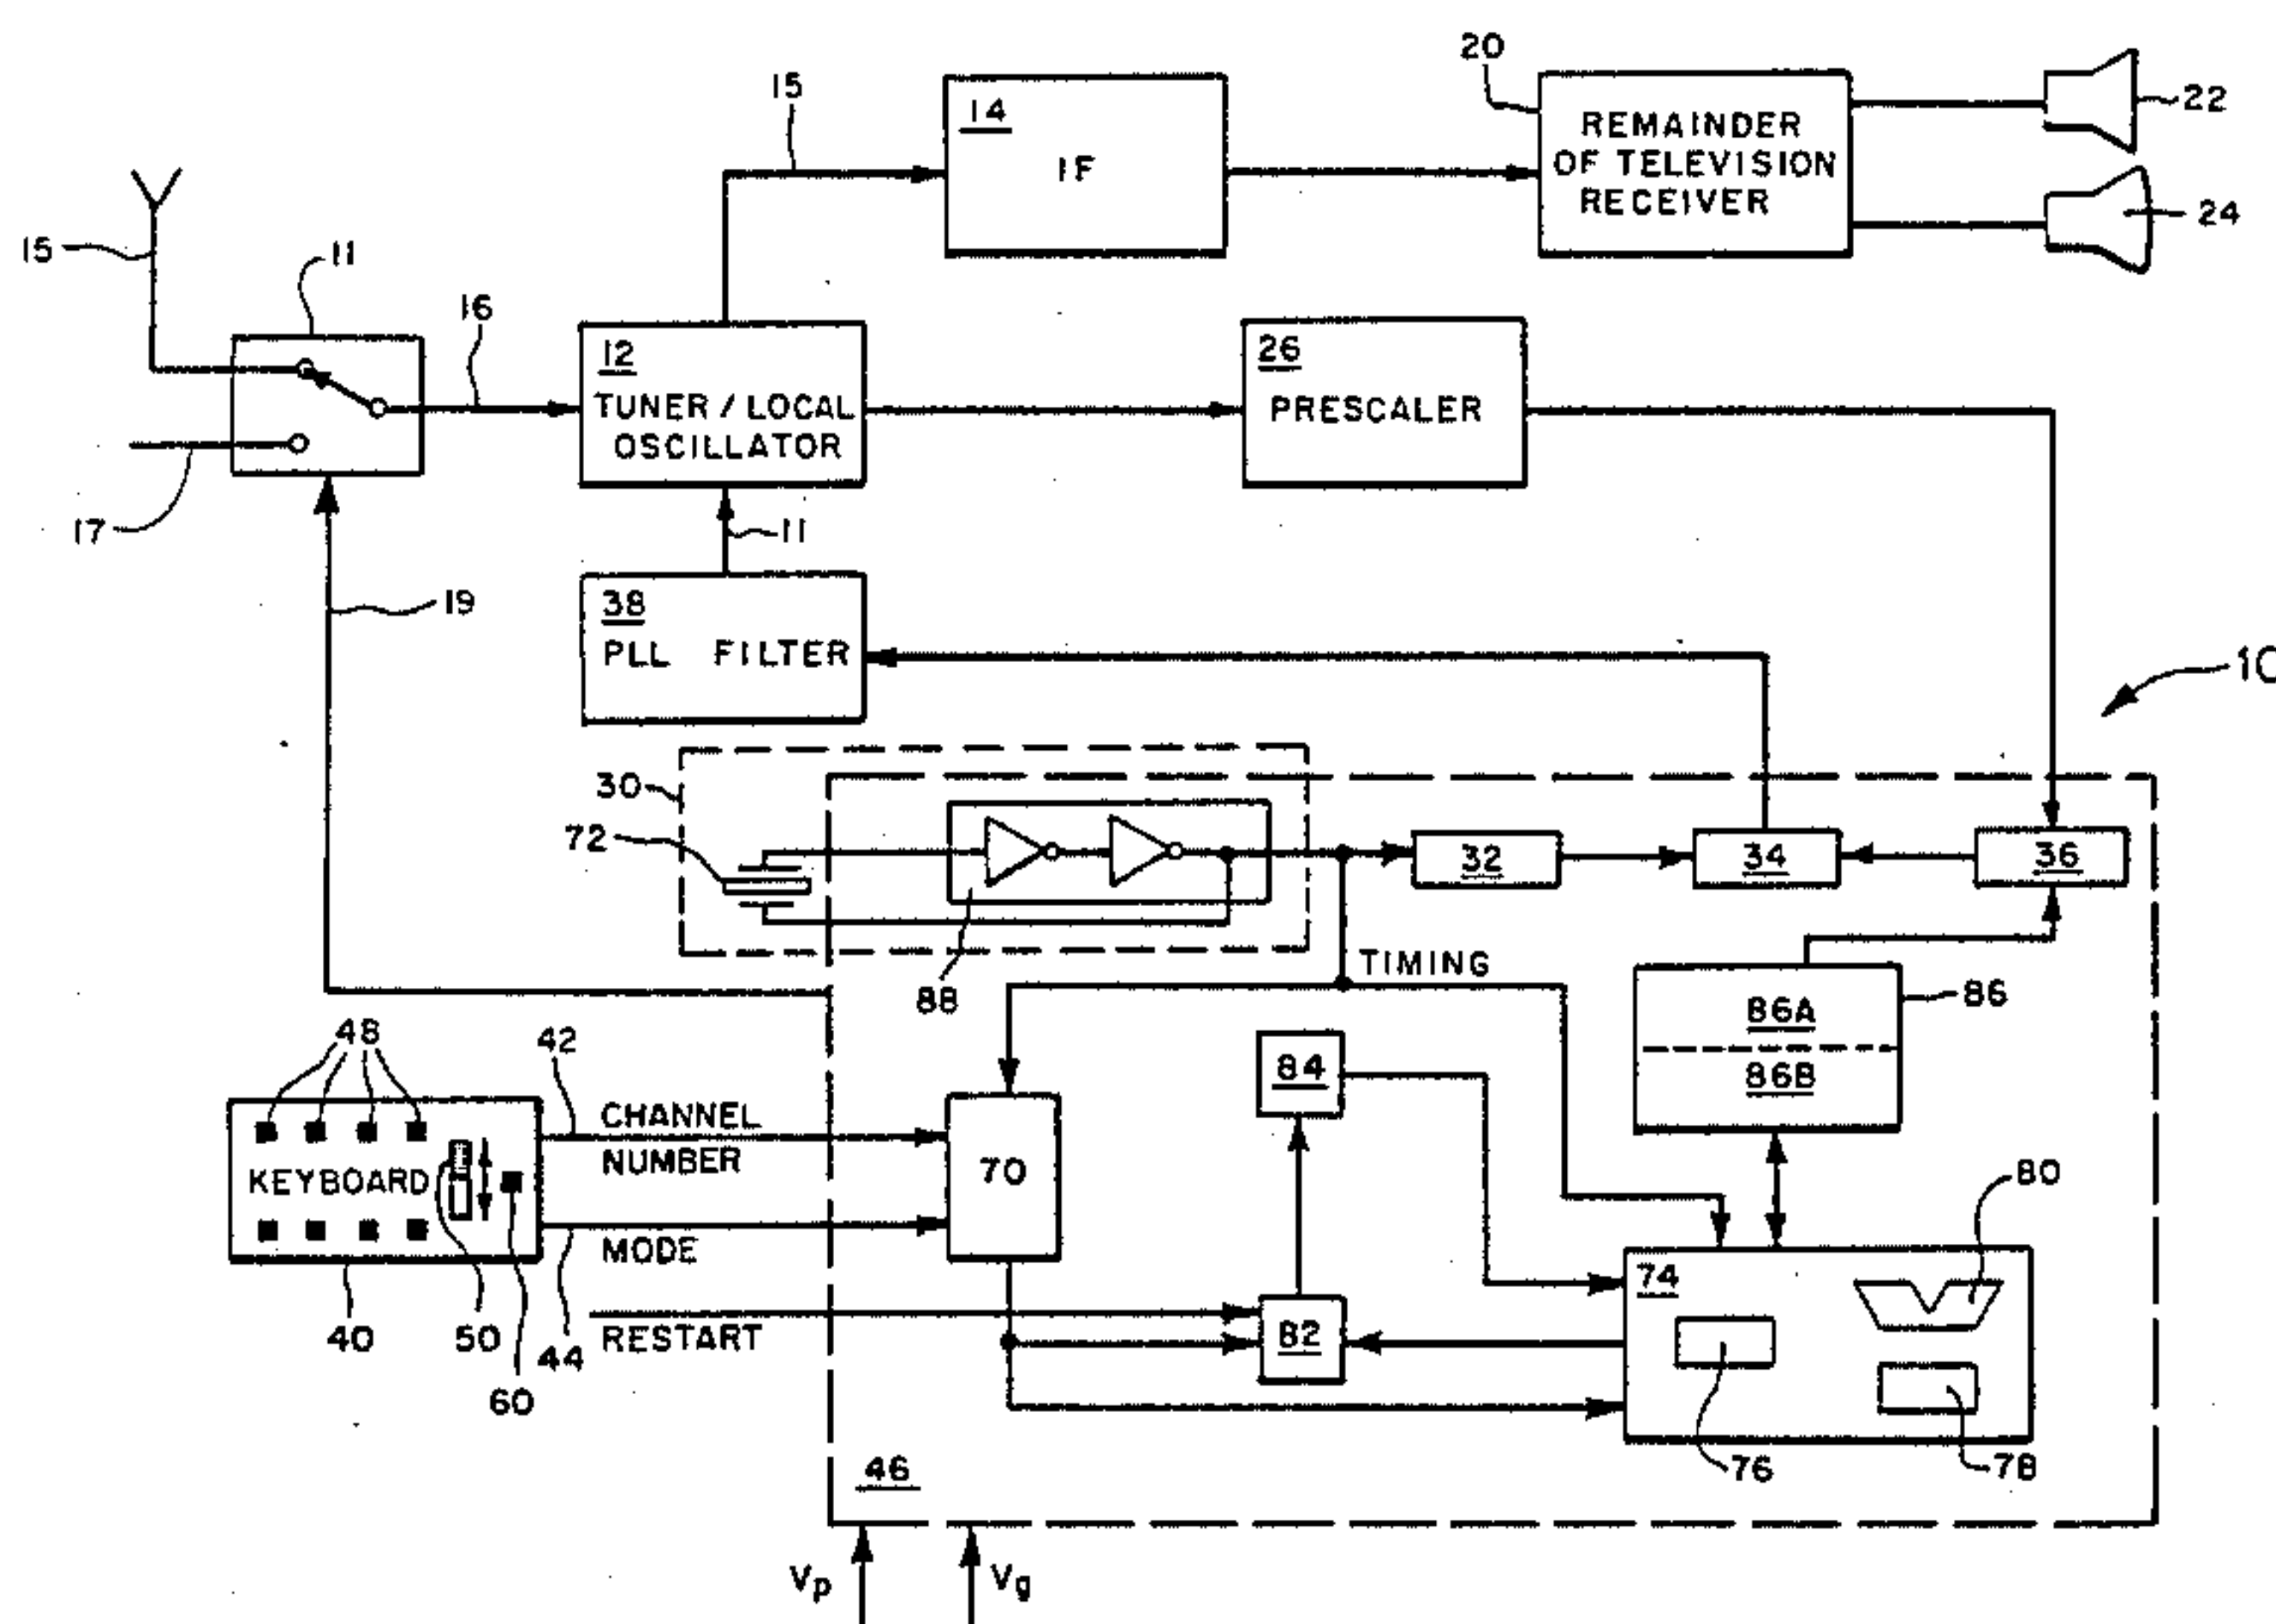 20
15
14
IF
REMAINDER
OF TELEVISION
RECEIVER
22
24
15
11
16
12
TUNER / LOCAL
OSCILLATOR
26
PRESCALER
17
11
19
38
PLL FILTER
10
30
72
88
32
34
36
TIMING
86
86A
86B
48
42
CHANNEL
NUMBER
KEYBOARD
70
84
80
MODE
40
50
44
60
RESTART
82
74
76
78
46
Vp
Vg